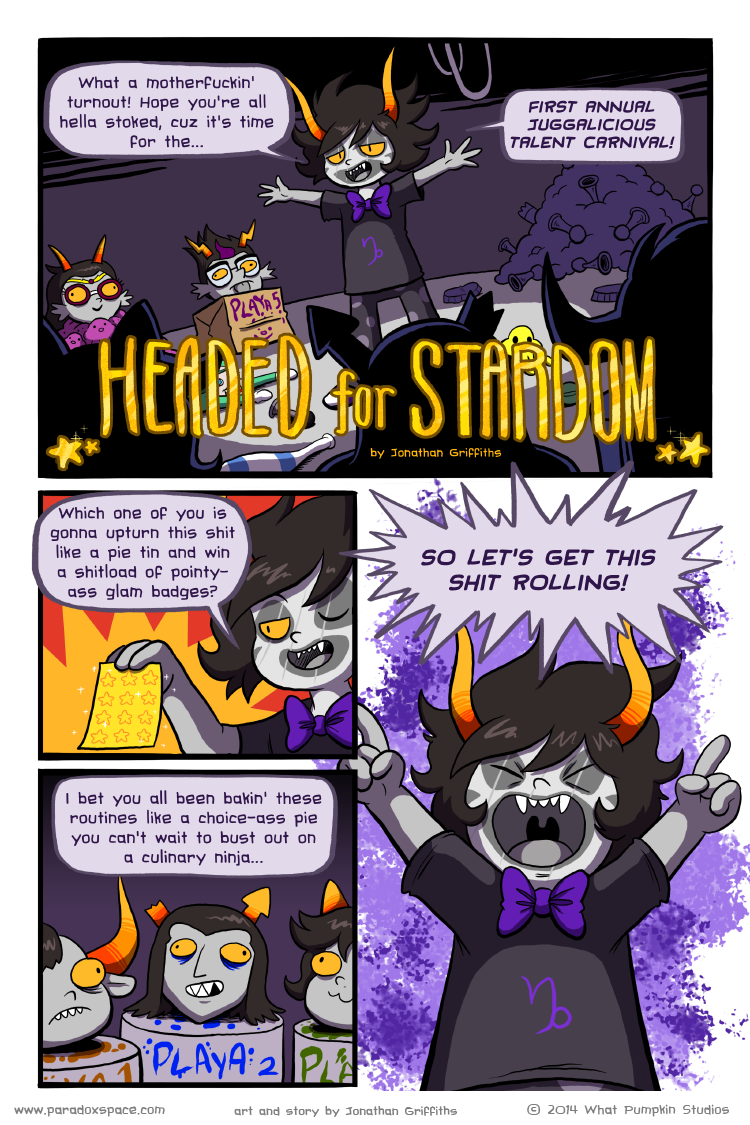 What a motherfuckin'
turnout! Hope you're all
hella stoked, cuz it's time
for the...
FIRST ANNUAL
JUGGALICIOUS
TALENT CARNIVAL!
PLAYA 5
HEADED for STARDOM
by Jonathan Griffiths
Which one of you is
gonna upturn this shit
like a pie tin and win
a shitload of pointy-
ass glam badges?
SO LET'S GET THIS
SHIT ROLLING!
I bet you all been bakin' these
routines like a choice-ass pie
you can't wait to bust out on
a culinary ninja...
PLAYA 2
www.paradoxspace.com
art and story by Jonathan Griffiths
© 2014 What Pumpkin Studios